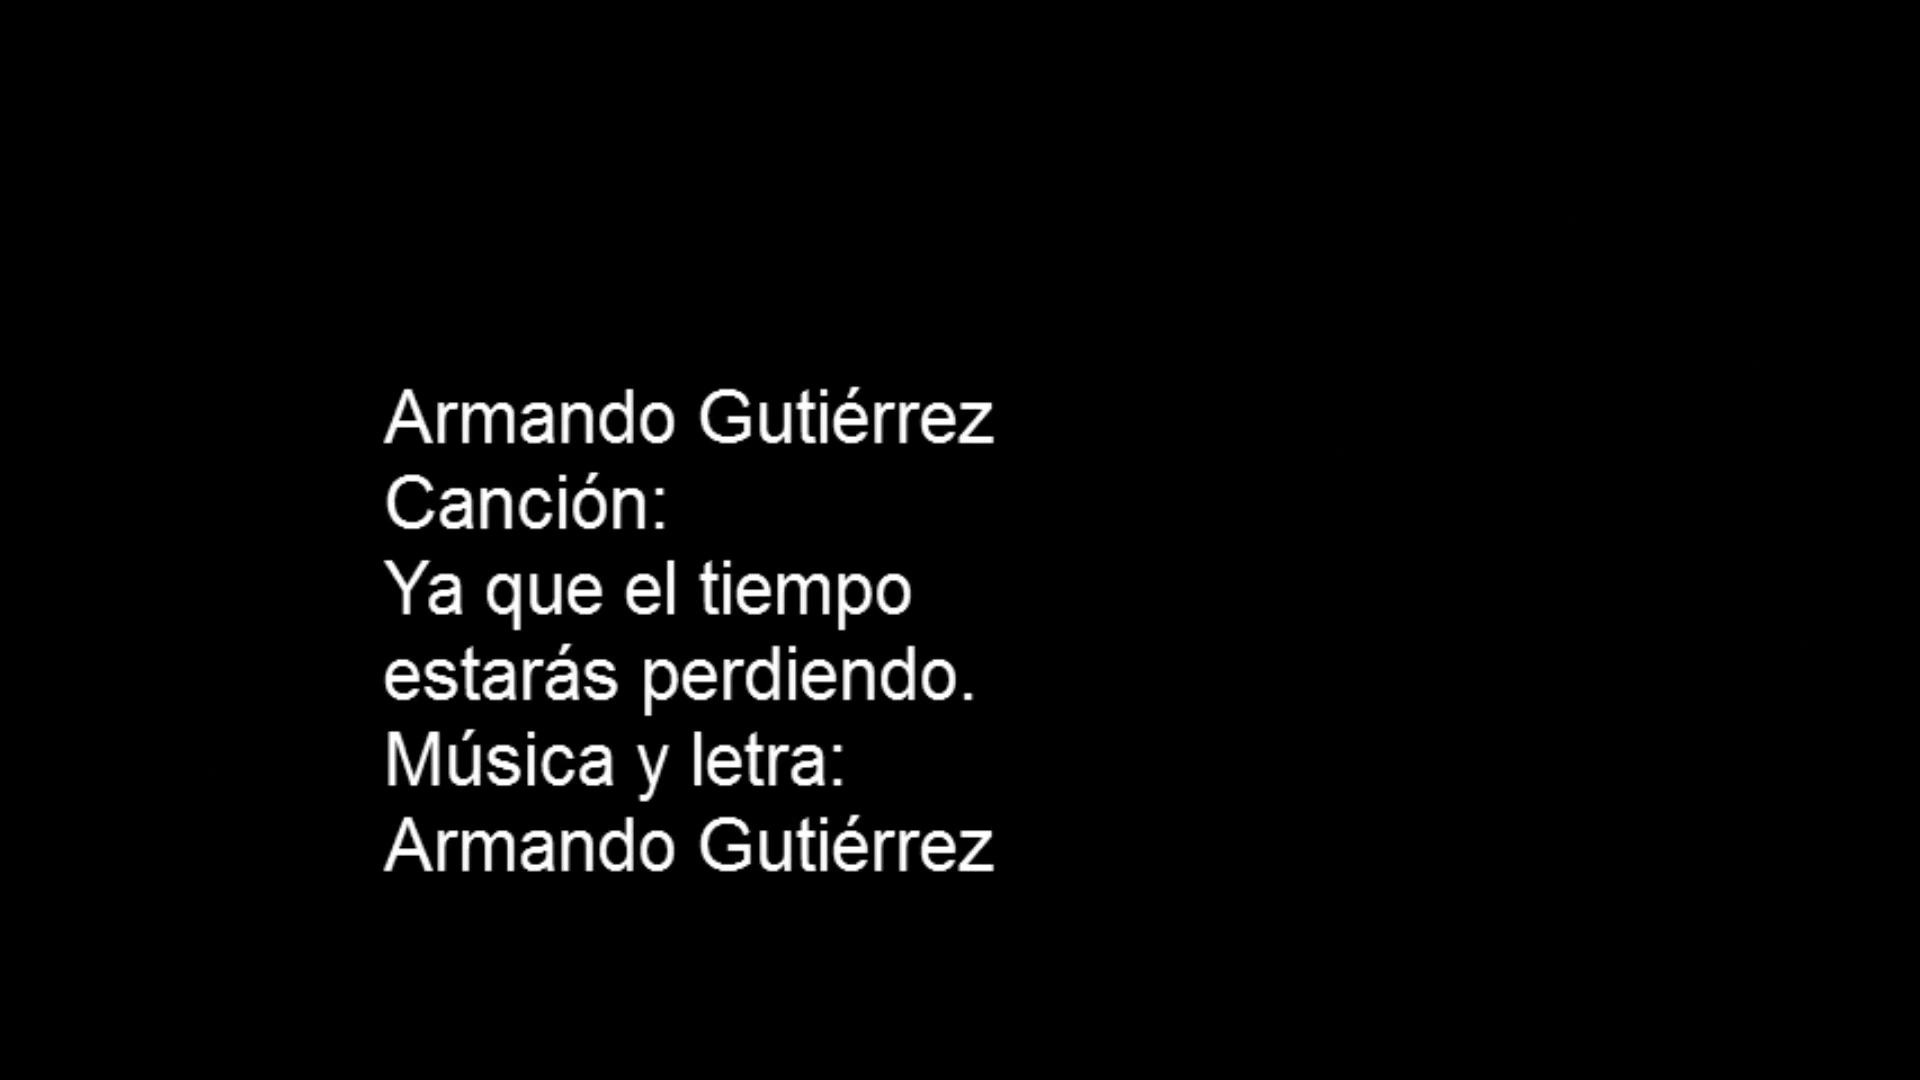 Armando Gutiérrez
Canción:
Ya que el tiempo
estarás perdiendo.
Música y letra:
Armando Gutiérrez